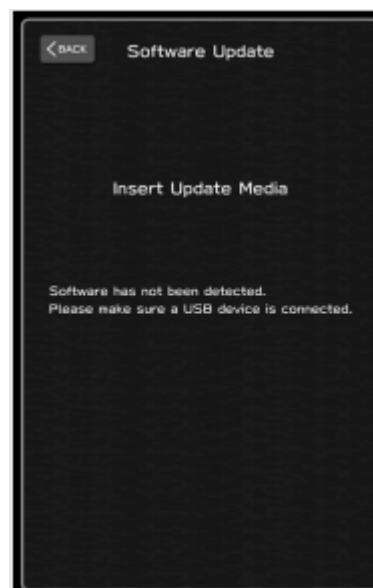 BACK
Software Update
Insert Update Media
Software has not been detected.
Please make sure a USB device is connected.